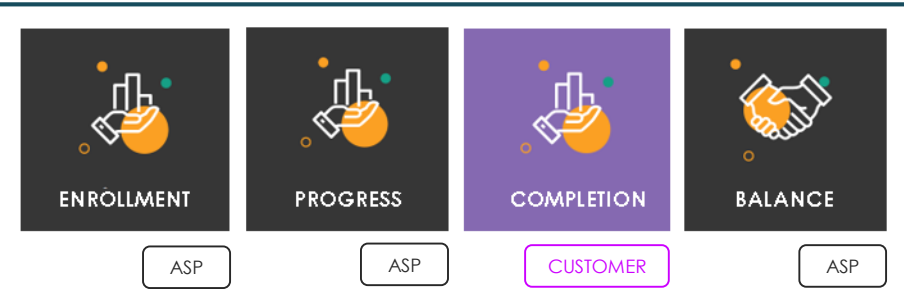 ENROLLMENT
PROGRESS
COMPLETION
BALANCE
ASP
ASP
CUSTOMER
ASP